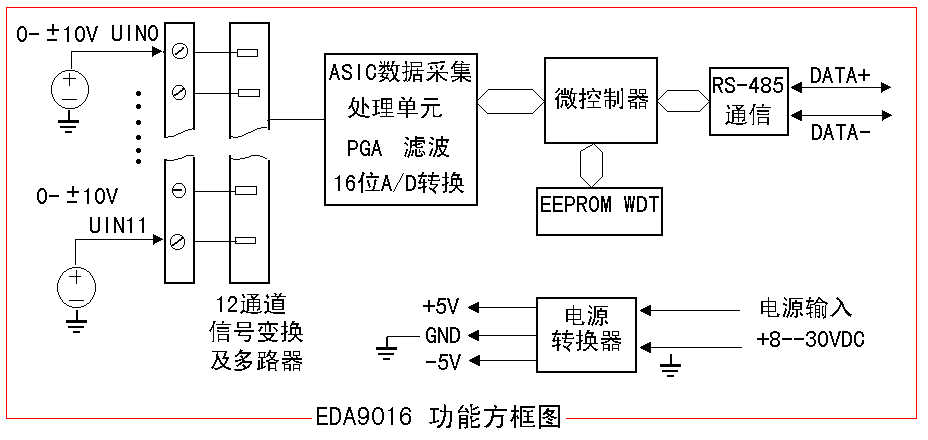 0-±10V UIN0
0-±10V
UIN11
12通道
信号变换
及多路器
ASIC数据采集
处理单元
PGA 滤波
16位A/D转换
微控制器
EEPROM WDT
RS-485
通信
DATA+
DATA-
+5V
GND
-5V
电源
转换器
电源输入
+8--30VDC
EDA9016 功能方框图